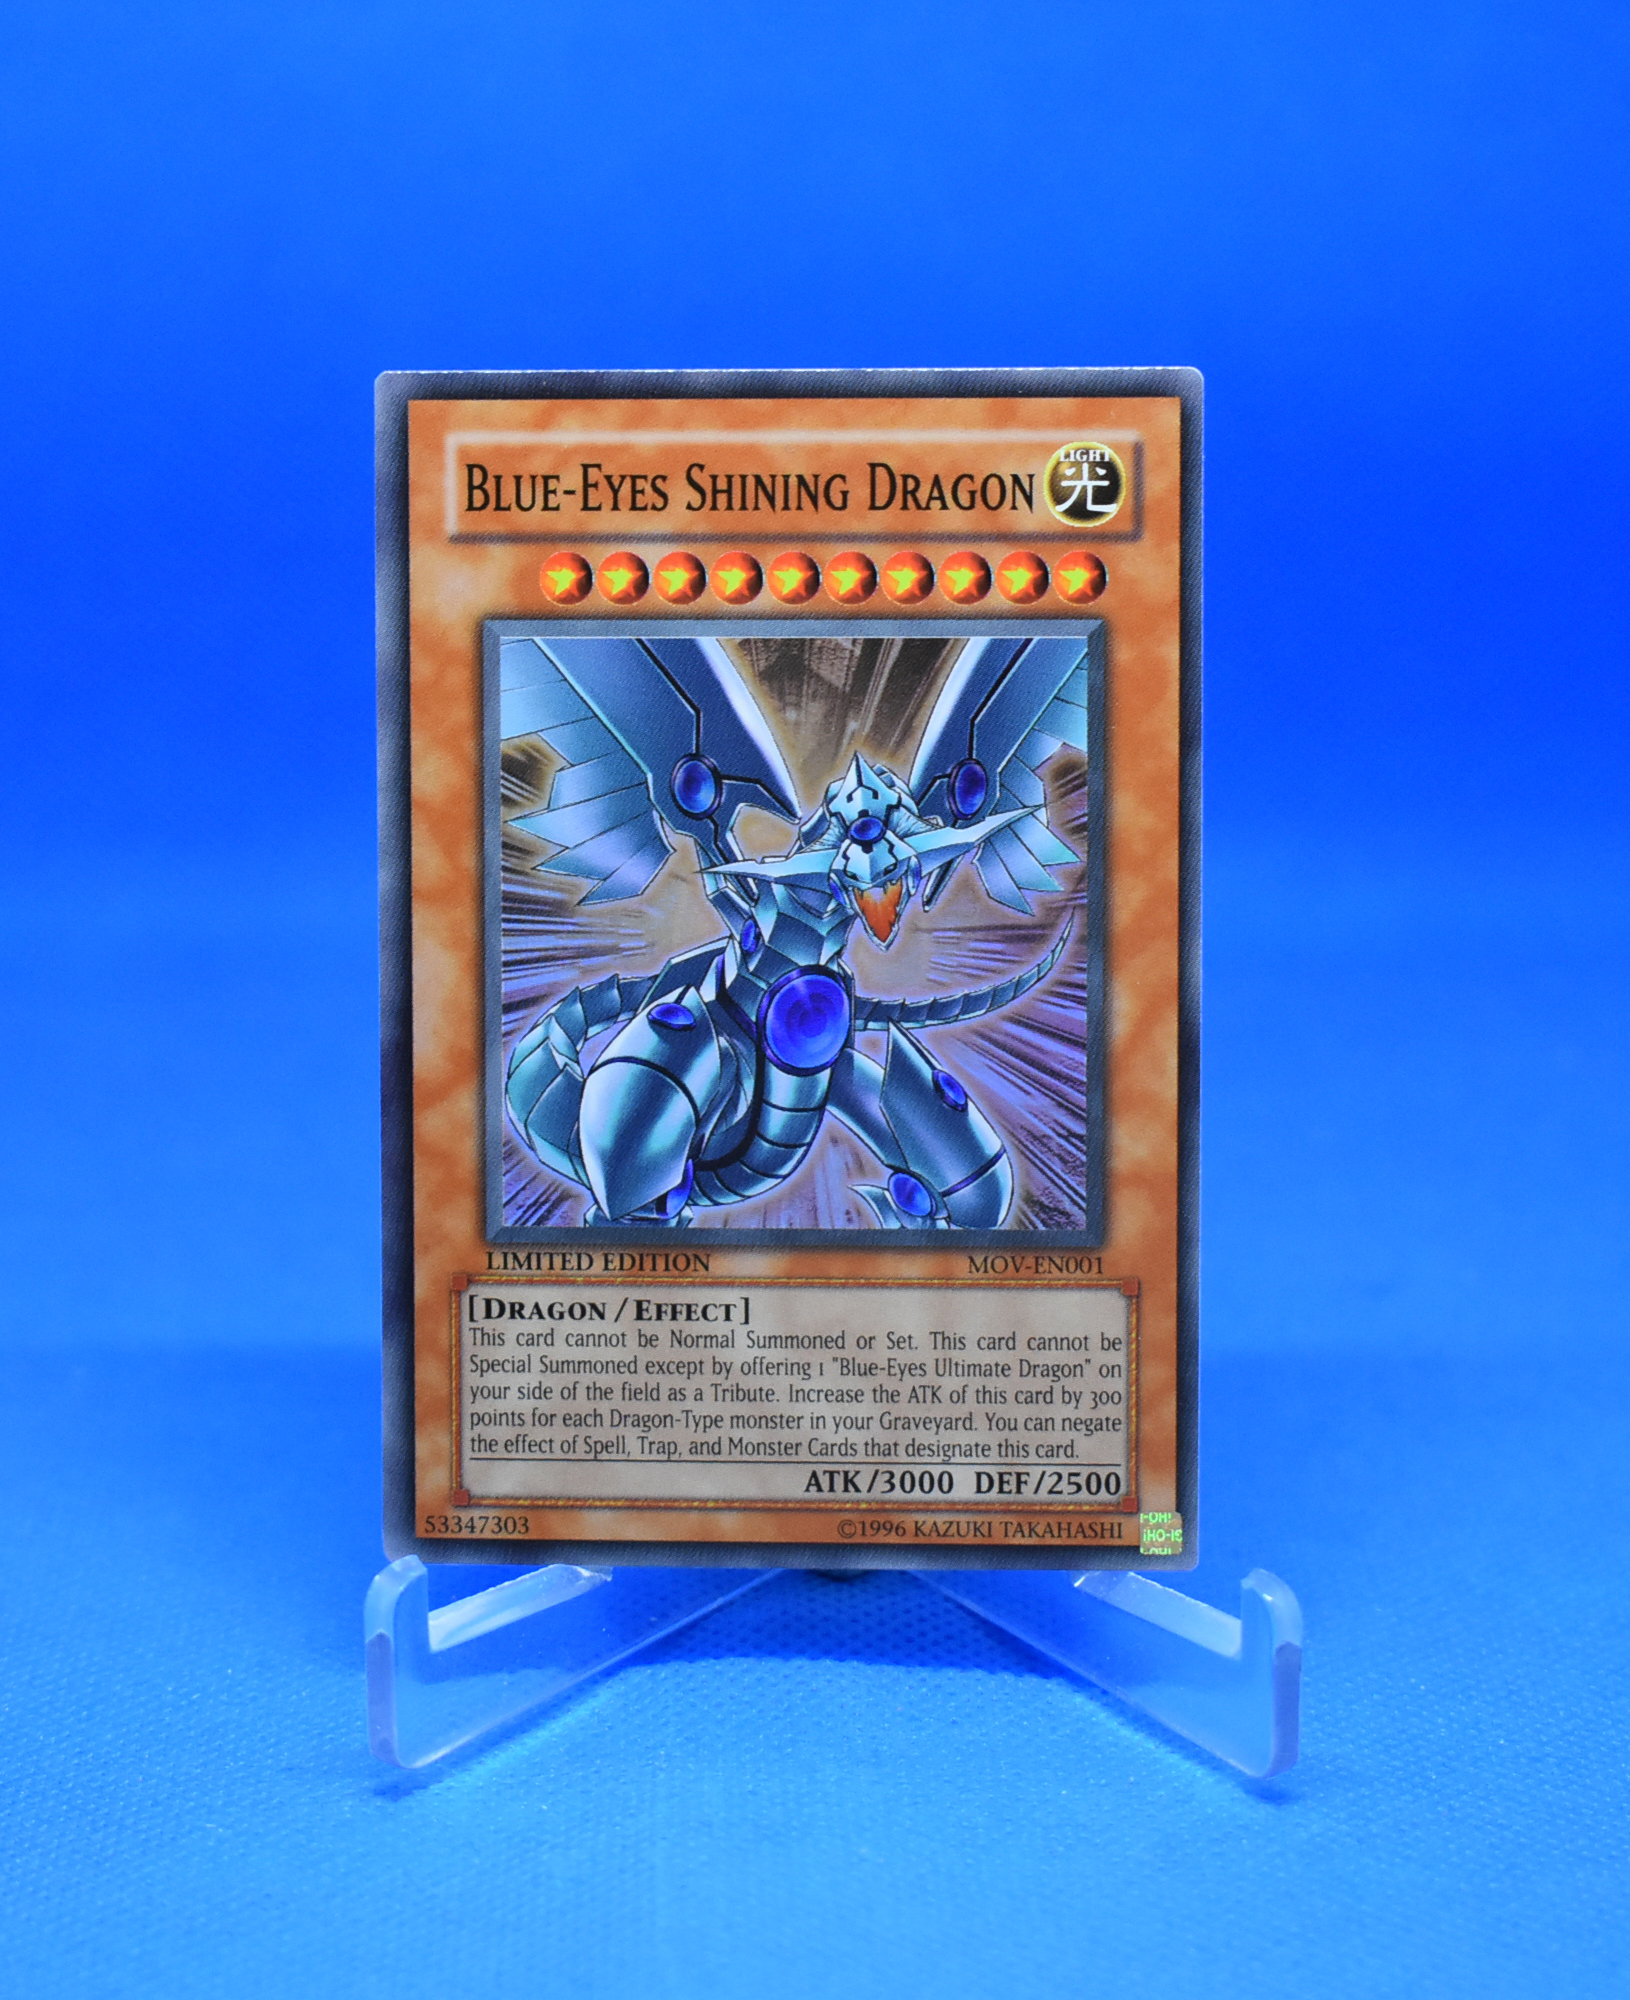 BLUE-EYES SHINING DRAGON
LIGHT
光
LIMITED EDITION
MOV-EN001
[DRAGON / EFFECT]
This card cannot be Normal Summoned or Set. This card cannot be
Special Summoned except by offering 1 "Blue-Eyes Ultimate Dragon" on
your side of the field as a Tribute. Increase the ATK of this card by 300
points for each Dragon-Type monster in your Graveyard. You can negate
the effect of Spell, Trap, and Monster Cards that designate this card.
ATK/3000 DEF/2500
53347303
©1996 KAZUKI TAKAHASHI